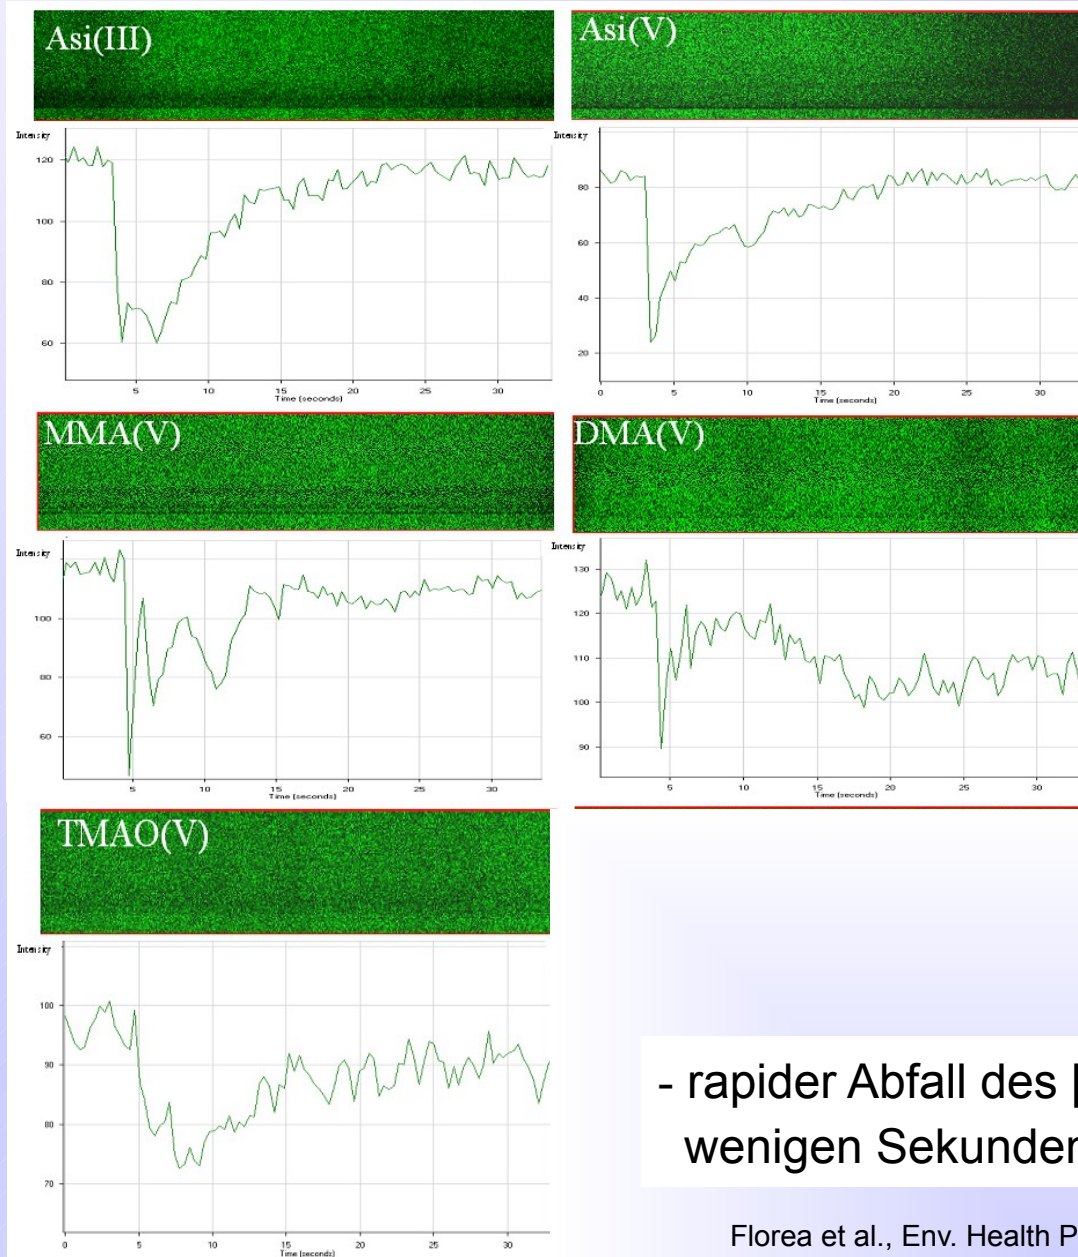 Asi(III)
Intensity
120
100
80
60
5 10 15 20 25 30
Time (seconds)
Asi(V)
Intensity
80
60
40
20
0 5 10 15 20 25 30
Time (seconds)
MMA(V)
Intensity
100
80
60
5 10 15 20 25 30
Time (seconds)
DMA(V)
Intensity
130
120
110
100
90
5 10 15 20 25 30
Time (seconds)
TMAO(V)
Intensity
100
90
80
70
0 5 10 15 20 25 30
Time (seconds)
- rapider Abfall des [
wenigen Sekunden
Florea et al., Env. Health P